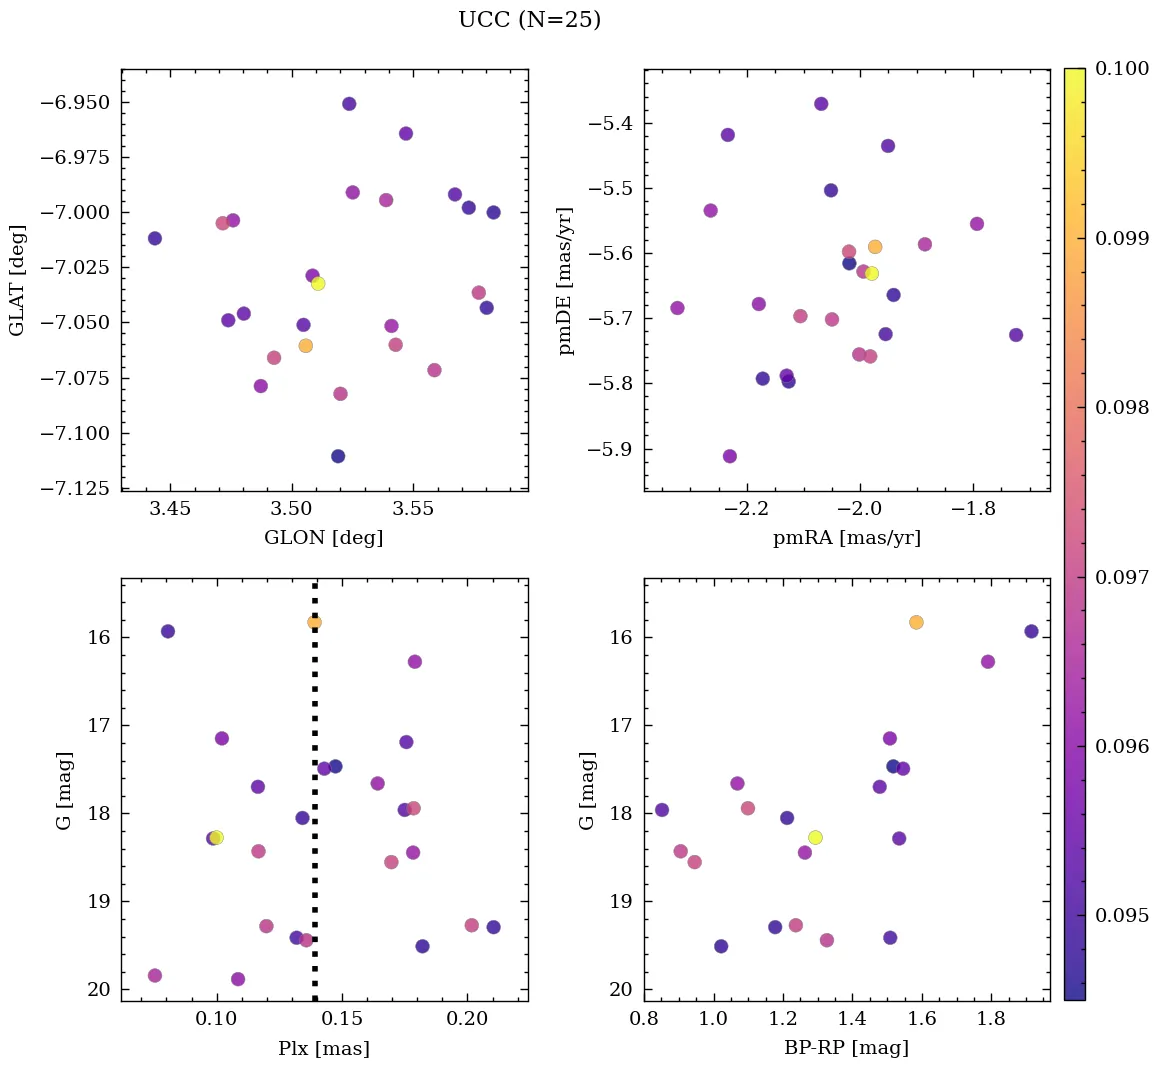 UCC (N=25)
−6.950
−6.975
−7.000
−7.025
−7.050
−7.075
−7.100
−7.125
GLAT [deg]
3.45 3.50 3.55
GLON [deg]
−5.4
−5.5
−5.6
−5.7
−5.8
−5.9
pmDE [mas/yr]
−2.2 −2.0 −1.8
pmRA [mas/yr]
16
17
18
19
20
G [mag]
0.10 0.15 0.20
Plx [mas]
16
17
18
19
20
G [mag]
0.8 1.0 1.2 1.4 1.6 1.8
BP-RP [mag]
0.100
0.099
0.098
0.097
0.096
0.095